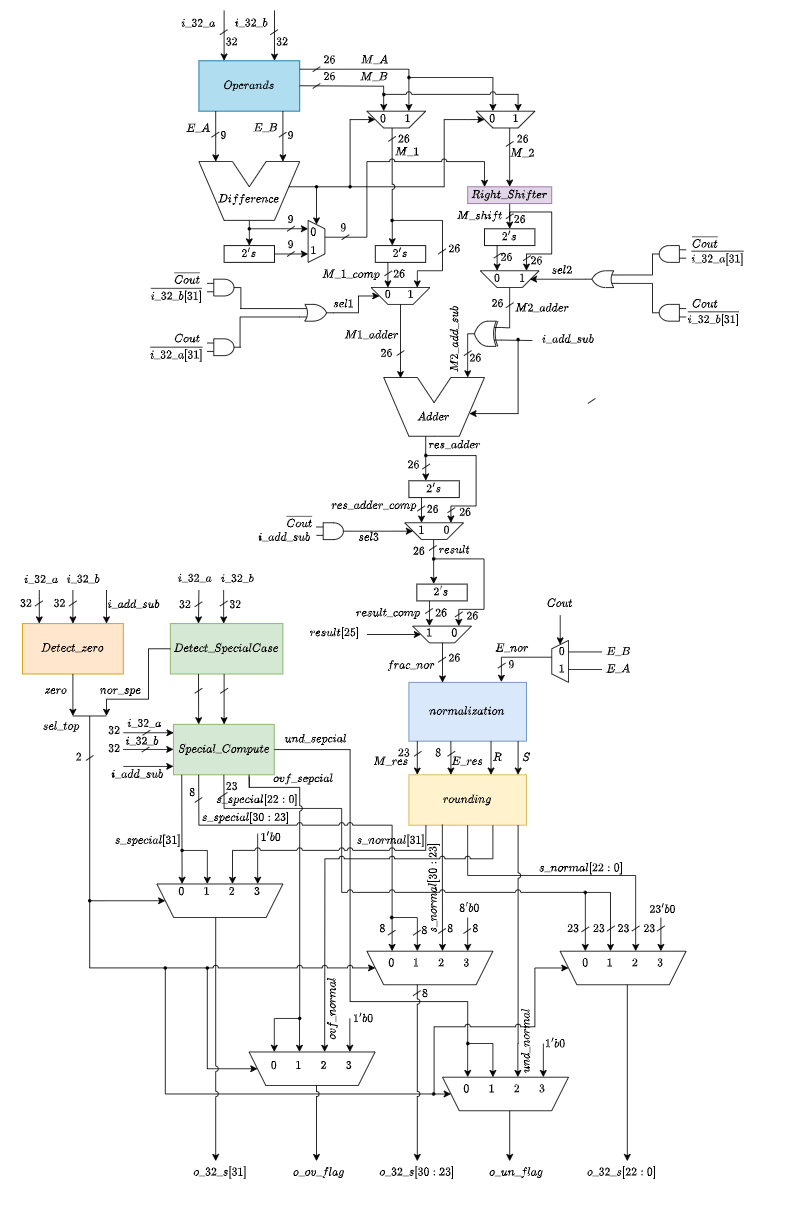 i_32_a i_32_b
32 32
26 M_A
26 M_B
Operands
0 1 0 1
E_A 9 E_B 9
26 M_1
26 M_2
Difference
Right_Shifter
9 9
0
1
2's 9
M_shift 26
2's
26 26
2's 26
M_1_comp 26
0 1 sel2
Cout
i_32_a[31]
Cout
i_32_b[31]
sel1
0 1
26 M2_adder
Cout
i_32_b[31]
Cout
i_32_a[31]
M1_adder
26
M2_add_sub
26
i_add_sub
Adder
res_adder
26
2's
res_adder_comp 26 26
Cout
i_add_sub
sel3
1 0
26 result
2's
result_comp 26 26
result[25]
1 0
Cout
frac_nor 26
E_nor
9
0 E_B
1 E_A
i_32_a i_32_b
i_add_sub
32 32
i_32_a i_32_b
32 32
Detect_zero
Detect_SpecialCase
zero nor_spe
sel_top
2
normalization
32 i_32_a
32 i_32_b
i_add_sub
Special_Compute
und_sepcial
ovf_sepcial
23 8
M_res E_res R S
rounding
8 23
s_special[22:0]
s_special[30:23]
s_special[31]
1'b0
s_normal[31]
s_normal[30:23]
s_normal[22:0]
0 1 2 3
8 8 8 8
8'b0
23 23 23 23
23'b0
0 1 2 3
0 1 2 3
8
ovf_normal
1'b0
und_normal
1'b0
0 1 2 3
0 1 2 3
o_32_s[31] o_ov_flag o_32_s[30:23] o_un_flag o_32_s[22:0]